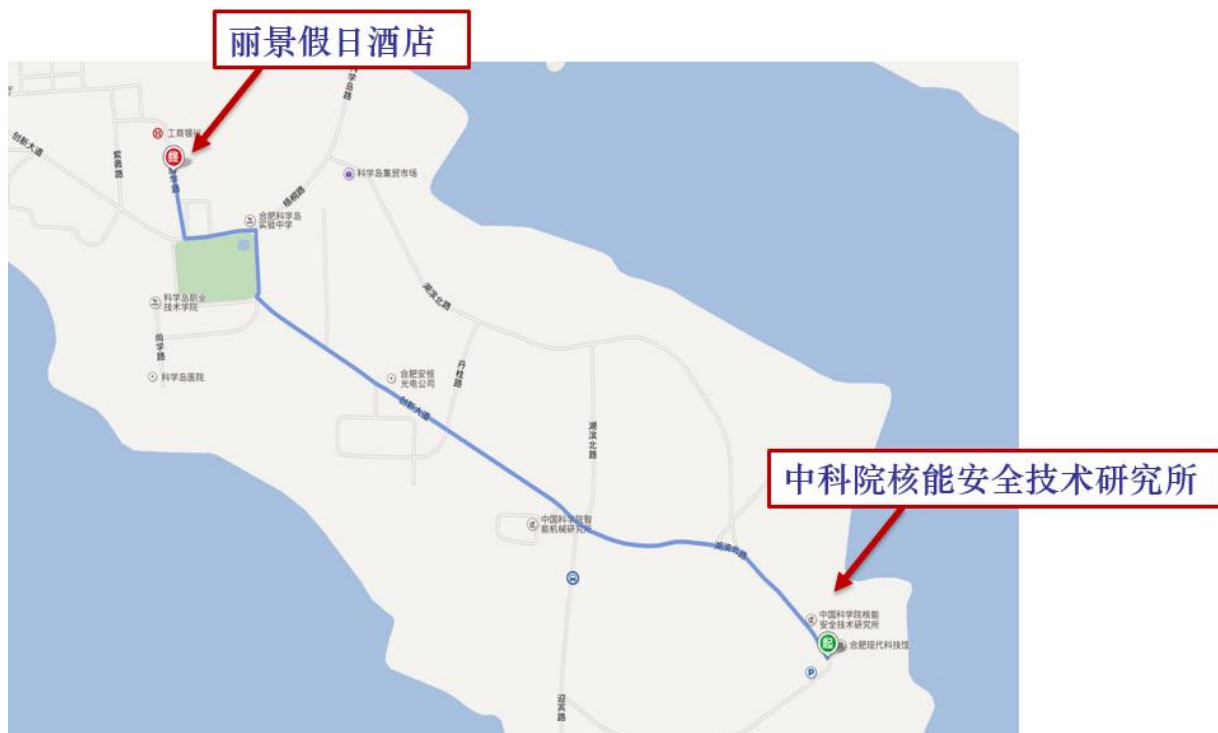 丽景假日酒店
学岛路
创新大道
紫薇路
工商银行
终
科学岛集贸市场
梧桐路
合肥科学岛
实验中学
科学岛职业
技术学院
湖滨北路
尚学路
科学岛医院
合肥安恒
光电公司
丹桂路
创新大道
湖滨北路
中科院核能安全技术研究所
中国科学院智
能机械研究所
湖滨北路
中国科学院核能
安全技术研究所
起
合肥现代科技馆
P
迎宾路